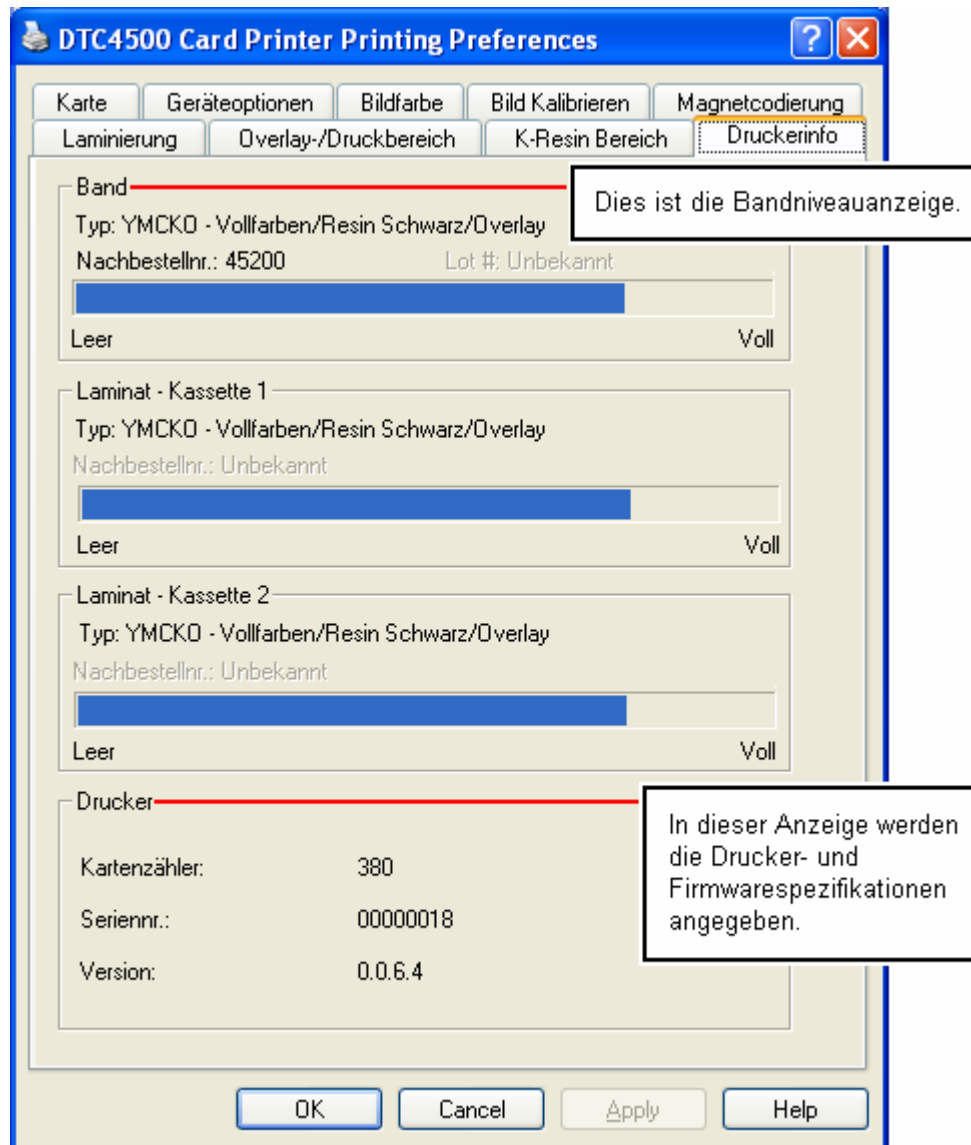 DTC4500 Card Printer Printing Preferences
Karte Geräteoptionen Bildfarbe Bild Kalibrieren Magnetcodierung
Laminierung Overlay-/Druckbereich K-Resin Bereich Druckerinfo
Band
Dies ist die Bandniveauanzeige.
Typ: YMCKO - Vollfarben/Resin Schwarz/Overlay
Nachbestellnr.: 45200 Lot #: Unbekannt
Leer Voll
Laminat - Kassette 1
Typ: YMCKO - Vollfarben/Resin Schwarz/Overlay
Nachbestellnr.: Unbekannt
Leer Voll
Laminat - Kassette 2
Typ: YMCKO - Vollfarben/Resin Schwarz/Overlay
Nachbestellnr.: Unbekannt
Leer Voll
Drucker
In dieser Anzeige werden
die Drucker- und
Firmwarespezifikationen
angegeben.
Kartenzähler: 380
Seriennr.: 00000018
Version: 0.0.6.4
OK Cancel Apply Help